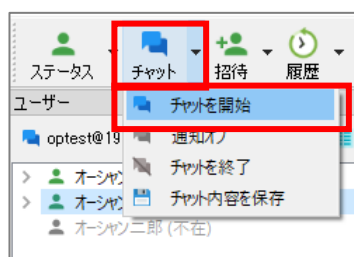 ステータス チャット 招待 履歴
ユーザー
チャットを開始
optest@19
通知オフ
チャットを終了
オーシャン
オーシャン
チャット内容を保存
オーシャン二郎 (不在)